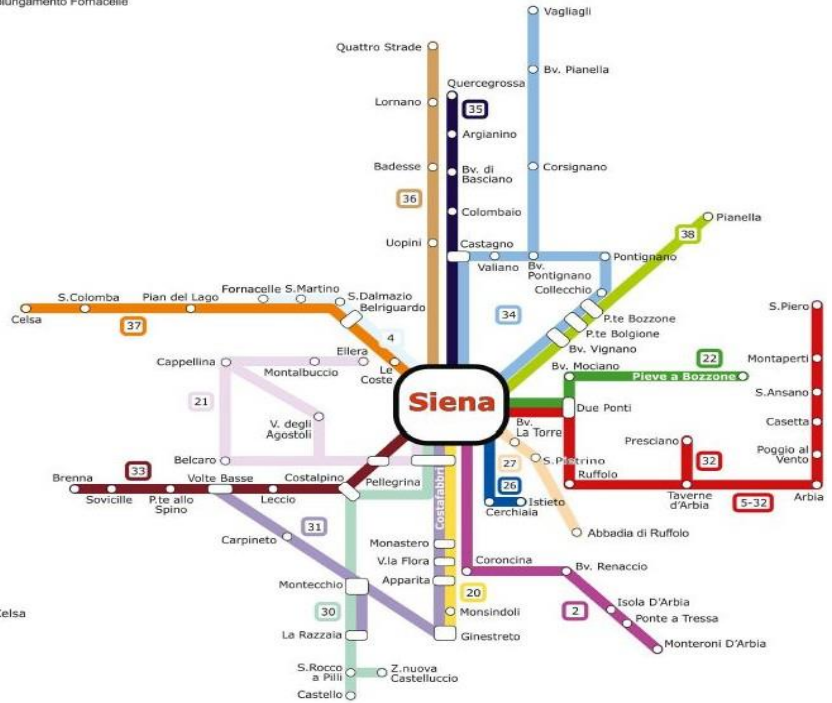 Fornacelle
Vagliagli
Quattro Strade
Bv. Pianella
Quercegrossa
35
Lornano
Argianino
Badesse
Bv. di
Basciano
Corsignano
36
Colombaio
38
Pianella
Uopini
Castagno
Valiano
Bv.
Pontignano
Pontignano
Collecchio
Fornacelle
S.Martino
S.Dalmazio
Belriguardo
S.Colomba
Pian del Lago
Celsa
37
34
P.te Bozzone
P.te Bolgione
Bv. Vignano
S.Piero
4
Ellera
Cappellina
Montalbuccio
Le
Coste
22
Bv. Mociano
Pieve a Bozzone
Montaperti
21
Siena
Due Ponti
S.Ansano
V. degli
Agostoli
Bv.
La Torre
Presciano
Casetta
27
S.Pietrino
32
Poggio al
Vento
Belcaro
33
Costalpino
Pellegrina
Brenna
Volte Basse
Sovicille
P.te allo
Spino
Leccio
Costafabbri
26
Istieto
Cerchiaia
Ruffolo
Taverne
d'Arbia
5-32
Arbia
31
Carpineto
Abbadia di Ruffolo
Monastero
V.la Flora
Apparita
Coroncina
Bv. Renaccio
Montecchio
20
30
Monsindoli
2
Isola D'Arbia
Ponte a Tressa
La Razzaia
Ginestreto
Monteroni D'Arbia
Celsa
S.Rocco
a Pilli
Z.nuova
Castelluccio
Castello